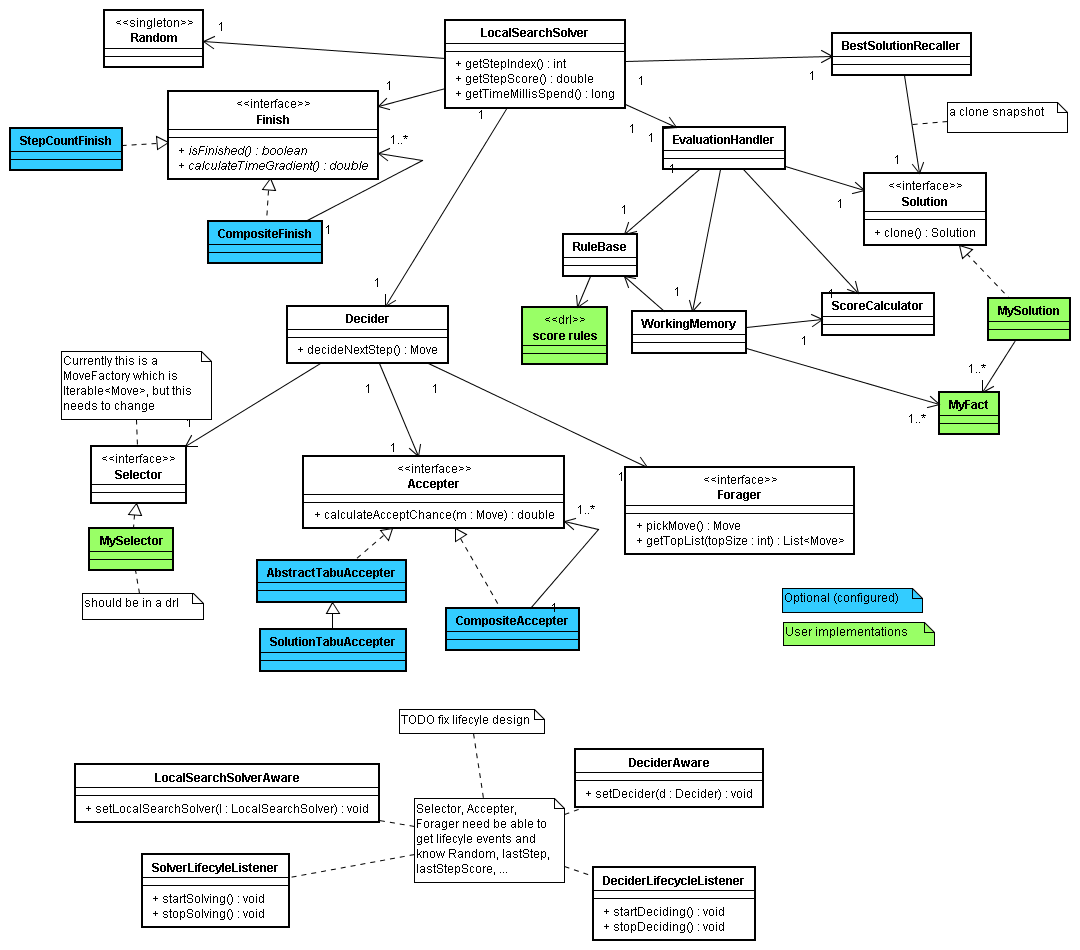 <<singleton>>
Random
1
LocalSearchSolver
+ getStepIndex() : int
+ getStepScore() : double
+ getTimeMillisSpend() : long
1
1
BestSolutionRecaller
1
<<interface>>
Finish
+ isFinished() : boolean
+ calculateTimeGradient() : double
1
1..*
1
StepCountFinish
CompositeFinish
1
1
EvaluationHandler
1
1
a clone snapshot
1
<<interface>>
Solution
+ clone() : Solution
1
1
RuleBase
1
WorkingMemory
1
ScoreCalculator
1
<<drl>>
score rules
MySolution
1..*
MyFact
1..*
1
Decider
+ decideNextStep() : Move
1
1
Currently this is a
MoveFactory which is
Iterable<Move>, but this
needs to change
1
<<interface>>
Selector
MySelector
should be in a drl
1
<<interface>>
Accepter
+ calculateAcceptChance(m : Move) : double
1..*
1
<<interface>>
Forager
+ pickMove() : Move
+ getTopList(topSize : int) : List<Move>
AbstractTabuAccepter
SolutionTabuAccepter
1
CompositeAccepter
Optional (configured)
User implementations
TODO fix lifecyle design
LocalSearchSolverAware
+ setLocalSearchSolver(l : LocalSearchSolver) : void
DeciderAware
+ setDecider(d : Decider) : void
Selector, Accepter,
Forager need be able to
get lifecyle events and
know Random, lastStep,
lastStepScore, ...
SolverLifecyleListener
+ startSolving() : void
+ stopSolving() : void
DeciderLifecycleListener
+ startDeciding() : void
+ stopDeciding() : void